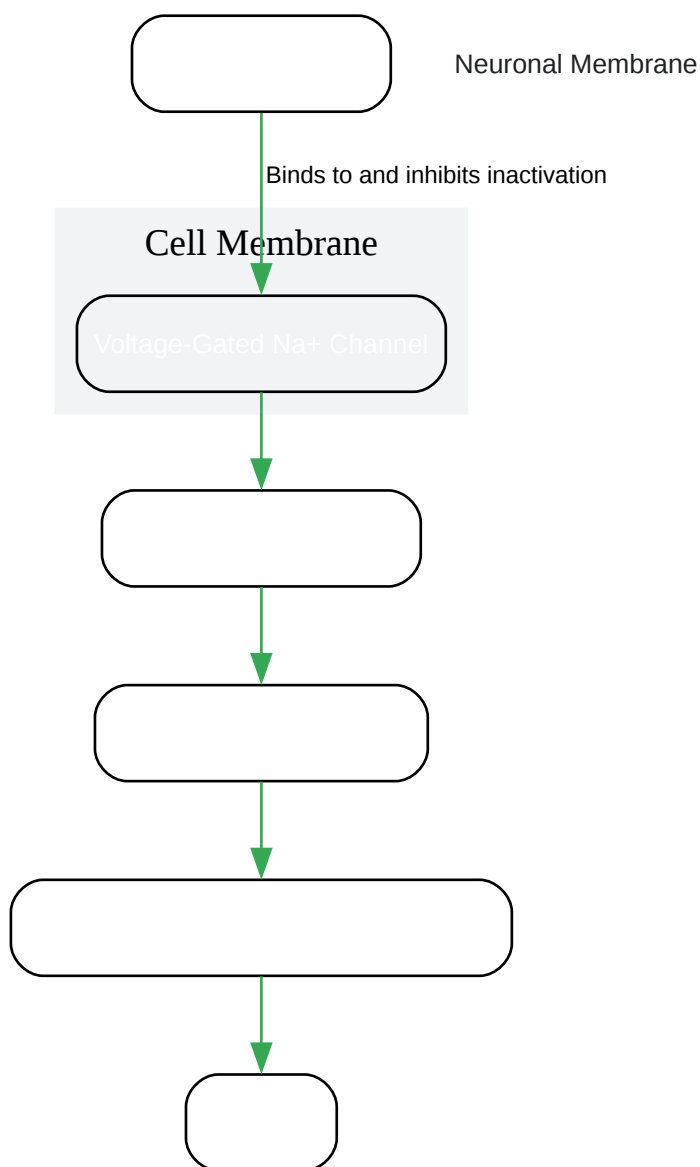 Neuronal Membrane
Binds to and inhibits inactivation
Cell Membrane
Voltage-Gated Na+ Channel